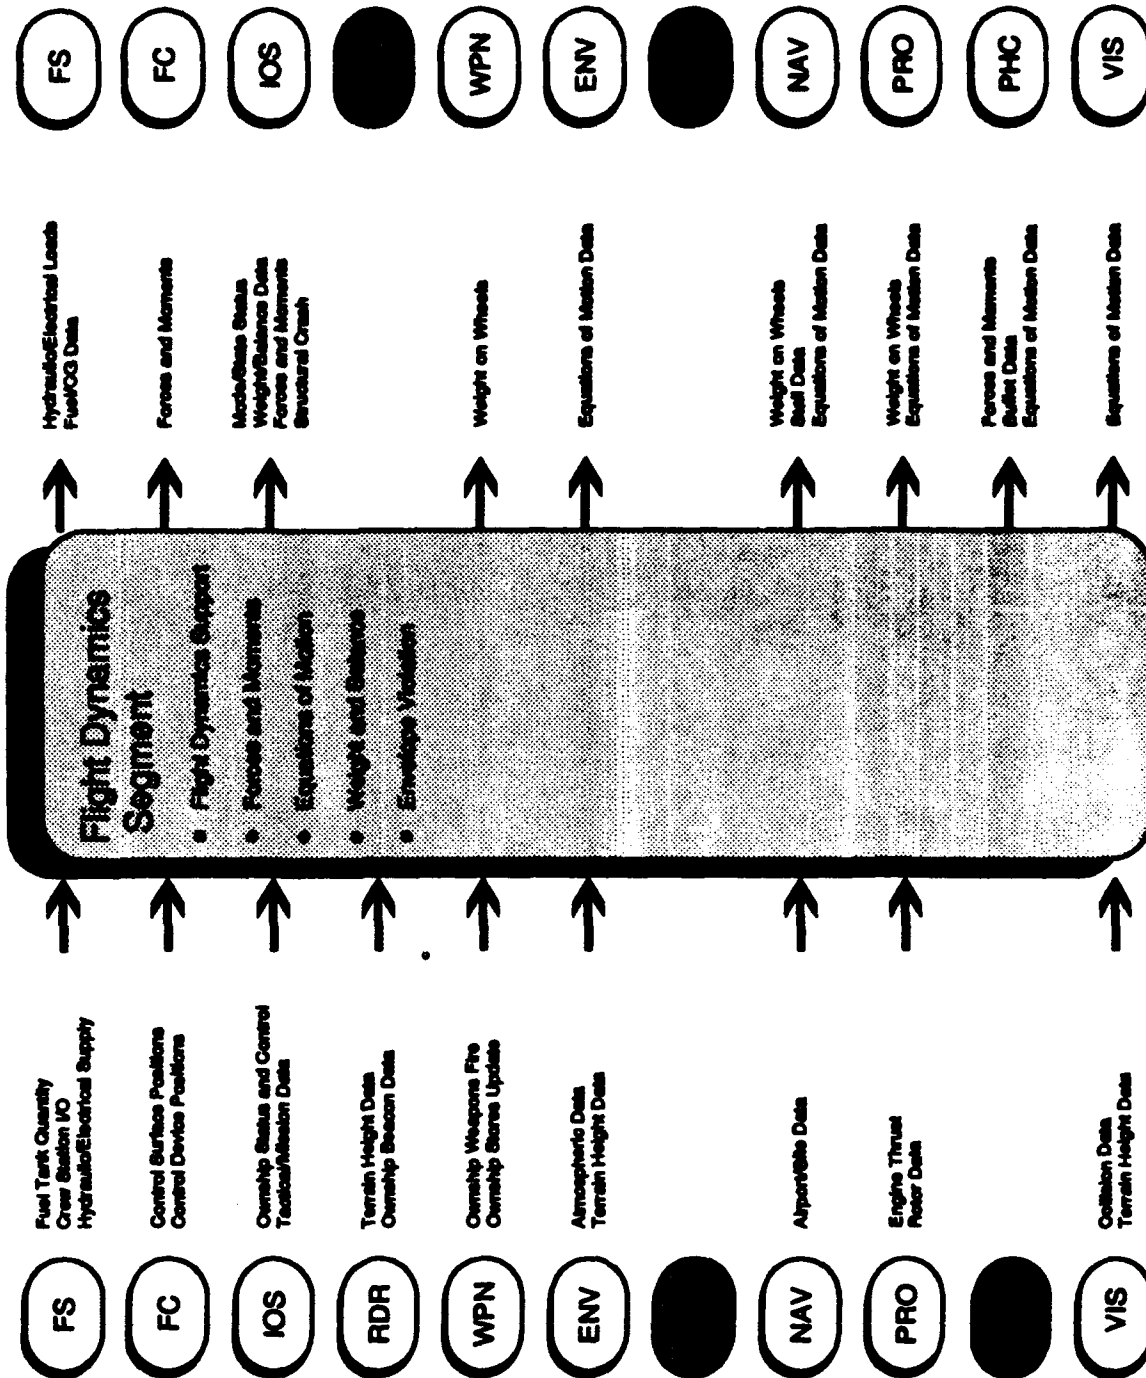 Flight Dynamics
Segment
• Flight Dynamics Support
• Forces and Moments
• Equations of Motion
• Weight and Balance
• Envelope Violation
FS
Fuel Tank Quantity
Crew Station I/O
Hydraulic/Electrical Supply
FC
Control Surface Positions
Control Device Positions
IOS
Ownship Status and Control
Tactical/Mission Data
RDR
Terrain Height Data
Ownship Beacon Data
WPN
Ownship Weapons Fire
Ownship Stores Update
ENV
Atmospheric Data
Terrain Height Data
NAV
Airport/Site Data
PRO
Engine Thrust
Rotor Data
VIS
Collision Data
Terrain Height Data
FS
Hydraulic/Electrical Loads
Fuel/CG Data
FC
Forces and Moments
IOS
Mode/State Status
Weight/Balance Data
Forces and Moments
Structural Crash
WPN
Weight on Wheels
ENV
Equations of Motion Data
NAV
Weight on Wheels
Data
Equations of Motion Data
PRO
Weight on Wheels
Equations of Motion Data
PHC
Forces and Moments
Buffet Data
Equations of Motion Data
VIS
Equations of Motion Data